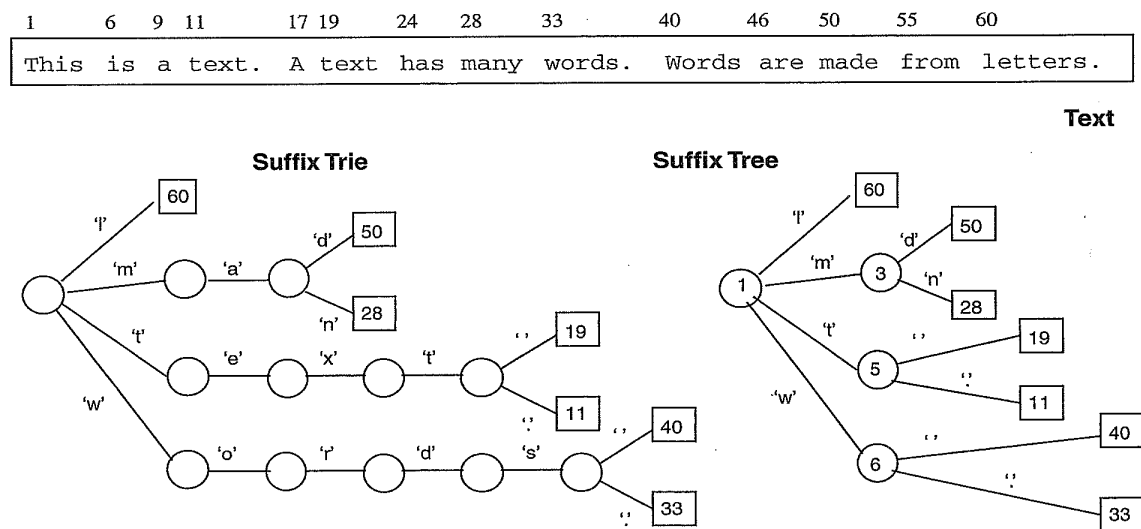 1 6 9 11 17 19 24 28 33 40 46 50 55 60
This is a text. A text has many words. Words are made from letters.
Text
Suffix Trie
Suffix Tree
'l' 60
'm' 'a' 'd' 50
'n' 28
't' 'e' 'x' 't' ' ' 19
'.' 11
'w' 'o' 'r' 'd' 's' ' ' 40
'.' 33
1
'l' 60
'm' 3 'd' 50
'n' 28
't' 5 ' ' 19
'.' 11
'w' 6 ' ' 40
'.' 33